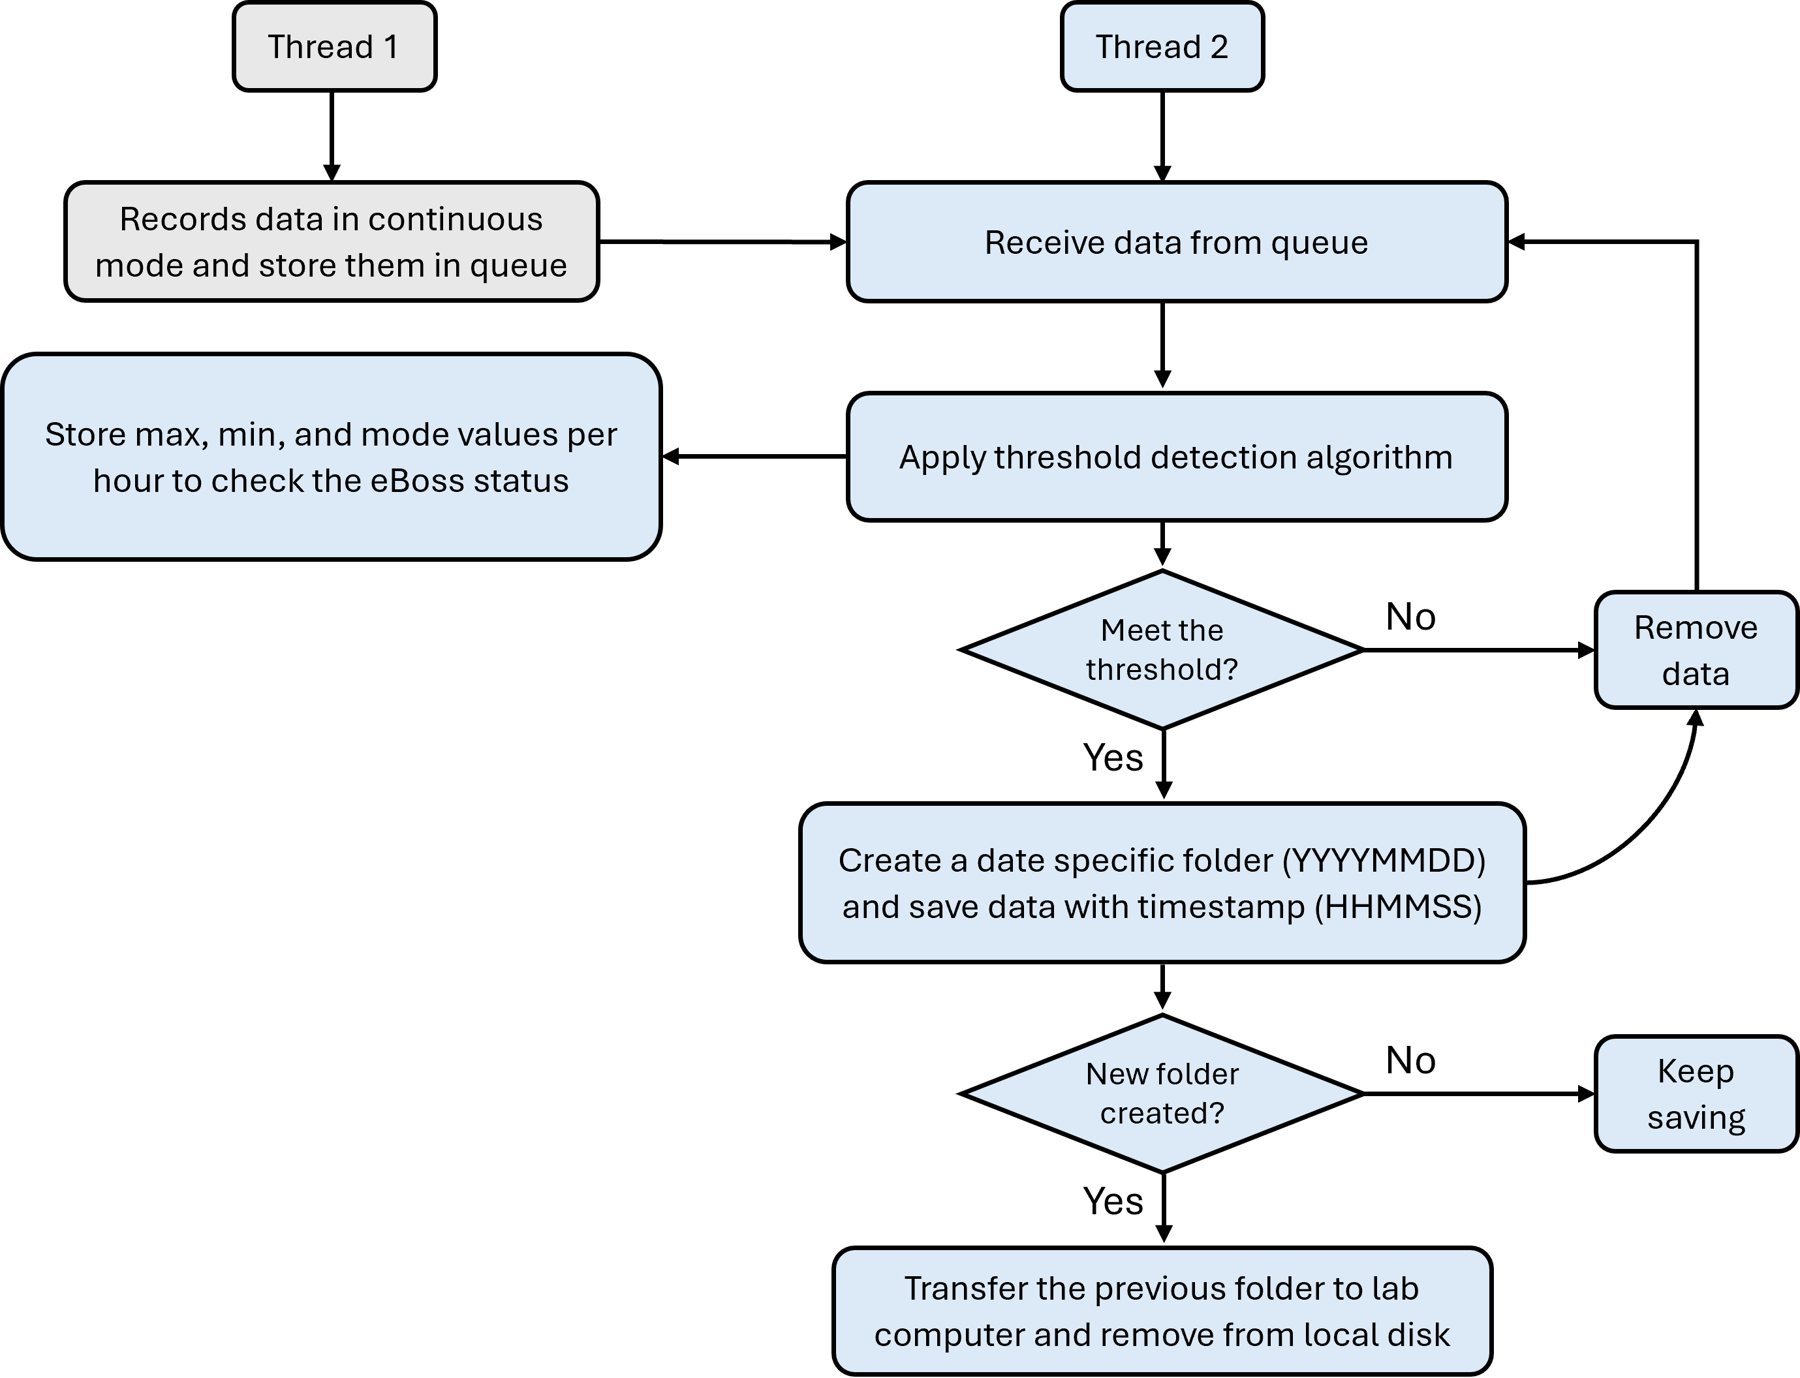 Thread 1
Thread 2
Records data in continuous
mode and store them in queue
Receive data from queue
Store max, min, and mode values per
hour to check the eBoss status
Apply threshold detection algorithm
Meet the
threshold?
No
Remove
data
Yes
Create a date specific folder (YYYYMMDD)
and save data with timestamp (HHMMSS)
New folder
created?
No
Keep
saving
Yes
Transfer the previous folder to lab
computer and remove from local disk